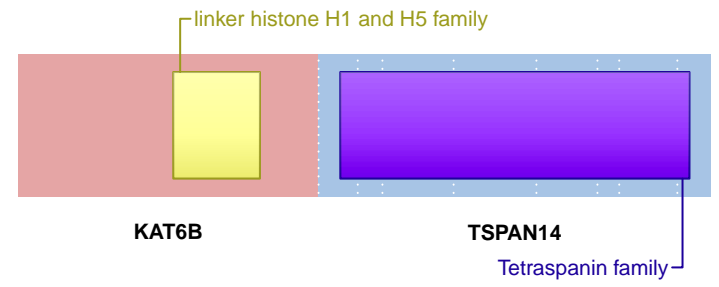 linker histone H1 and H5 family
KAT6B
TSPAN14
Tetraspanin family